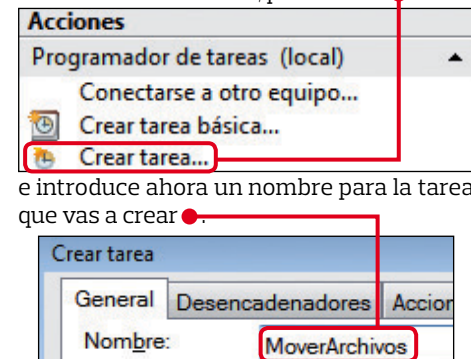 Acciones
Programador de tareas (local)
Conectarse a otro equipo...
Crear tarea básica...
Crear tarea...
e introduce ahora un nombre para la tarea
que vas a crear .
Crear tarea
General Desencadenadores
Nombre: MoverArchivos